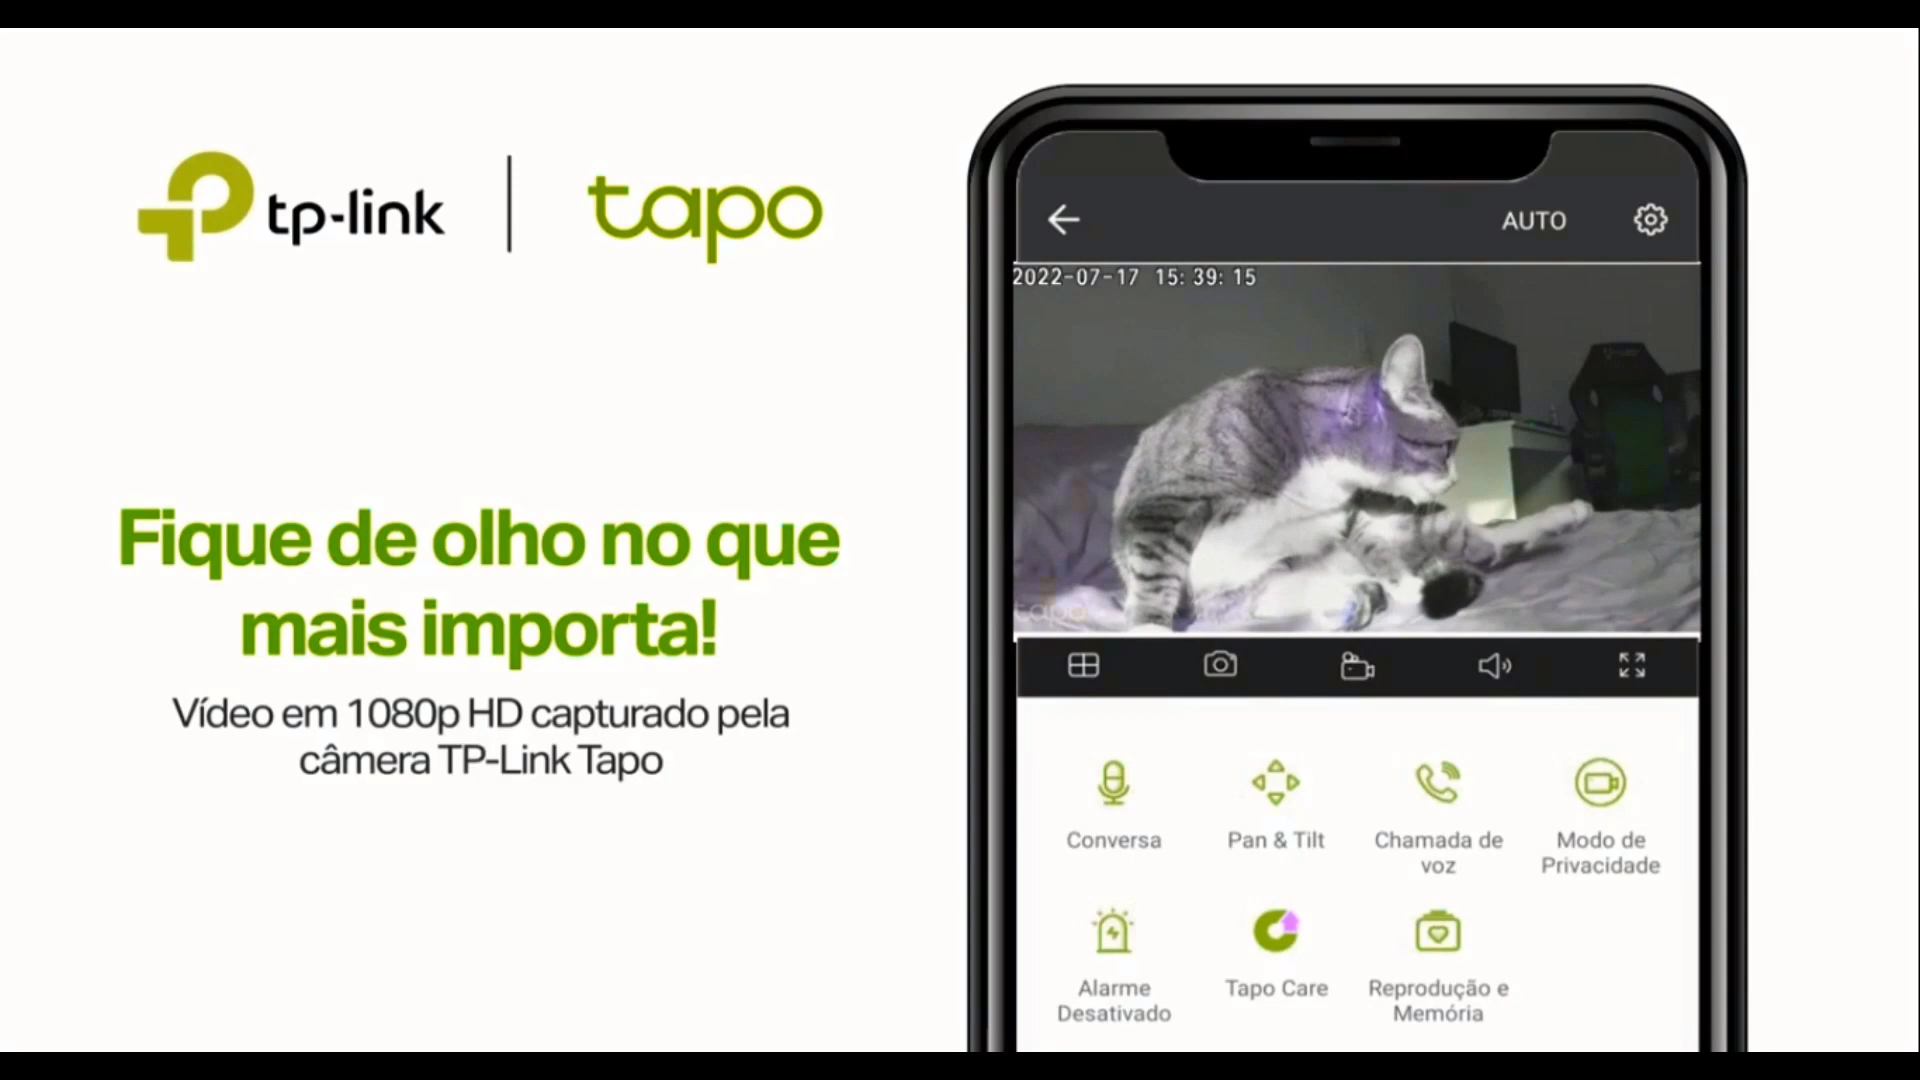 tp-link
tapo
Fique de olho no que
mais importa!
Vídeo em 1080p HD capturado pela
câmera TP-Link Tapo
AUTO
2022-07-17 15:39:15
tapo
Conversa
Pan & Tilt
Chamada de
voz
Modo de
Privacidade
Alarme
Desativado
Tapo Care
Reprodução e
Memória